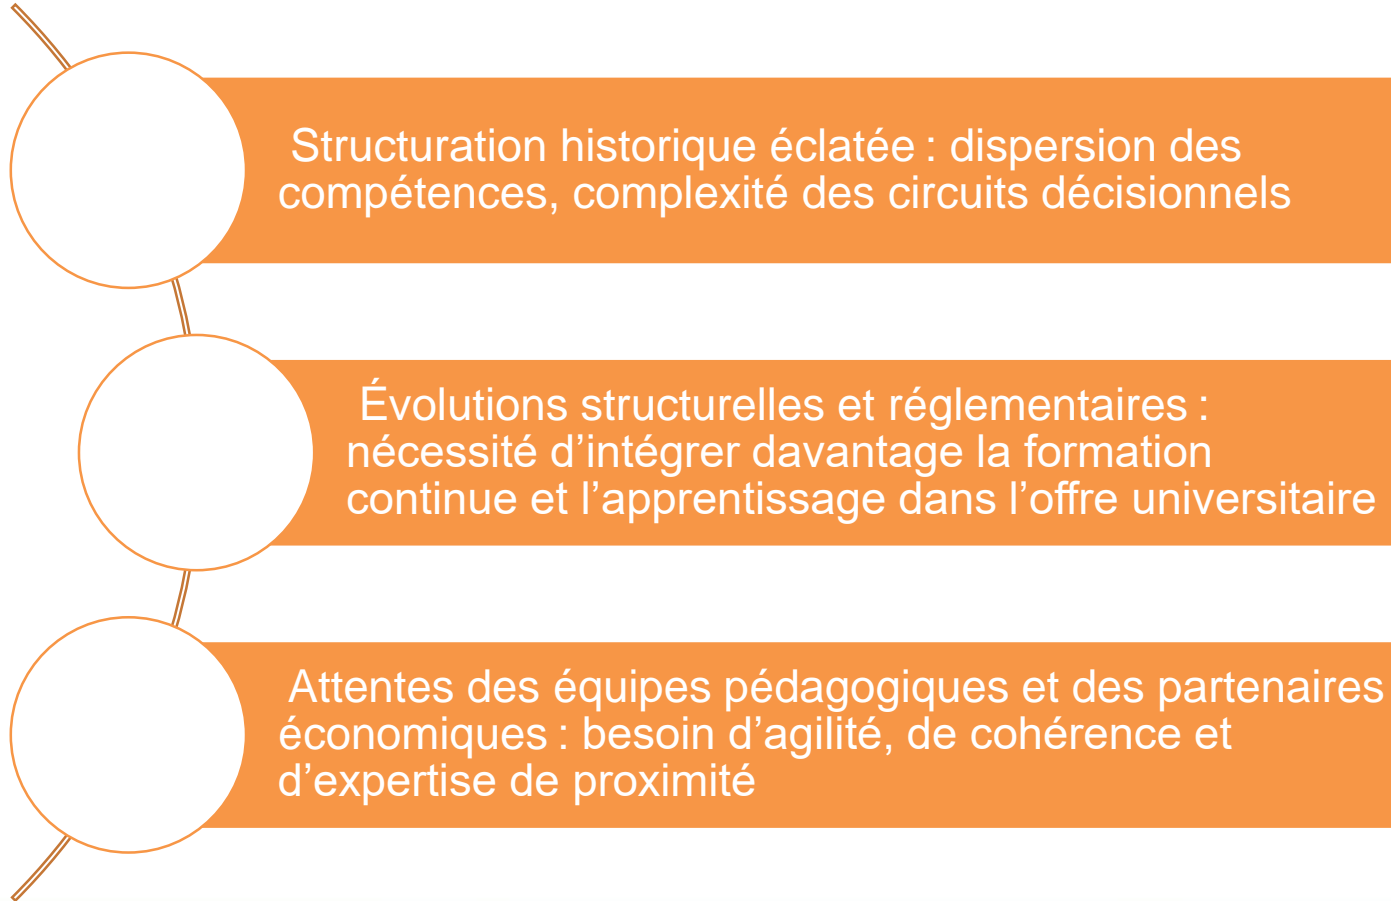 Structuration historique éclatée : dispersion des
compétences, complexité des circuits décisionnels
Évolutions structurelles et réglementaires :
nécessité d’intégrer davantage la formation
continue et l’apprentissage dans l’offre universitaire
Attentes des équipes pédagogiques et des partenaires
économiques : besoin d’agilité, de cohérence et
d’expertise de proximité